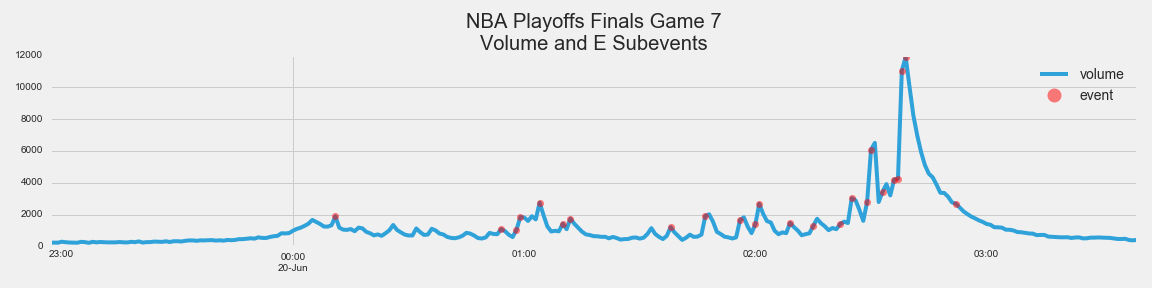 NBA Playoffs Finals Game 7
Volume and E Subevents
12000
10000
8000
6000
4000
2000
0
volume
event
23:00
00:00
20-Jun
01:00
02:00
03:00